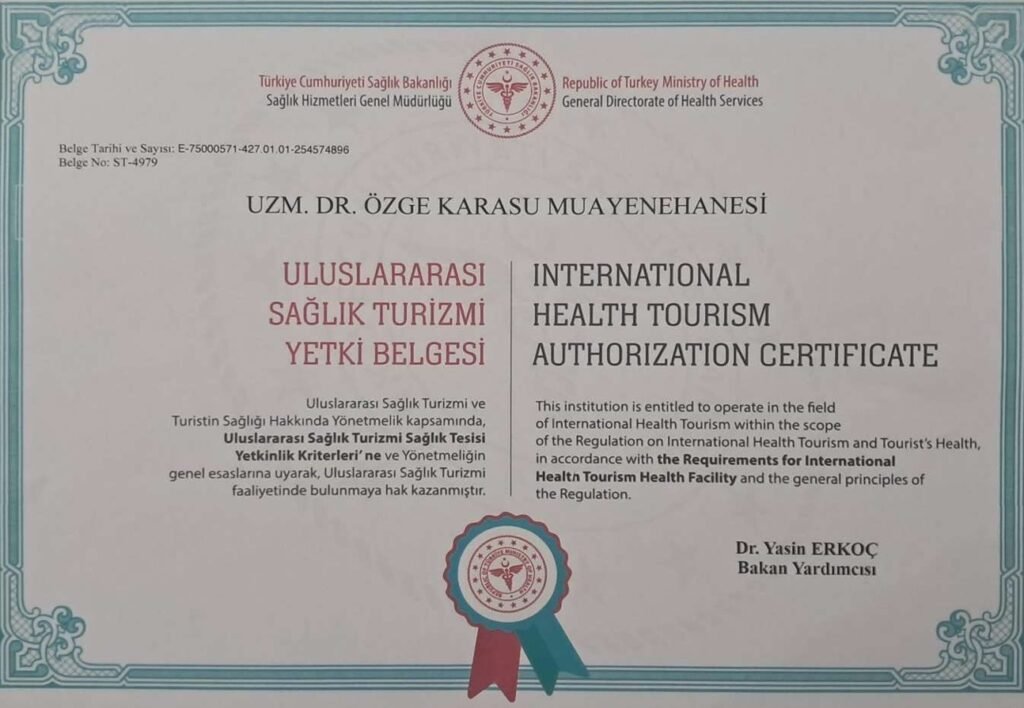 Türkiye Cumhuriyeti Sağlık Bakanlığı
Sağlık Hizmetleri Genel Müdürlüğü
Republic of Turkey Ministry of Health
General Directorate of Health Services
Belge Tarihi ve Sayısı: E-75000571-427.01.01-254574896
Belge No: ST-4979
UZM. DR. ÖZGE KARASU MUAYENEHANESİ
ULUSLARARASI
SAĞLIK TURİZMİ
YETKİ BELGESİ
INTERNATIONAL
HEALTH TOURISM
AUTHORIZATION CERTIFICATE
Uluslararası Sağlık Turizmi ve
Turistin Sağlığı Hakkında Yönetmelik kapsamında,
Uluslararası Sağlık Turizmi Sağlık Tesisi
Yetkinlik Kriterleri' ne ve Yönetmeliğin
genel esaslarına uyarak, Uluslararası Sağlık Turizmi
faaliyetinde bulunmaya hak kazanmıştır.
This institution is entitled to operate in the field
of International Health Tourism within the scope
of the Regulation on International Health Tourism and Tourist's Health,
in accordance with the Requirements for International
Health Tourism Health Facility and the general principles of
the Regulation.
Dr. Yasin ERKOÇ
Bakan Yardımcısı